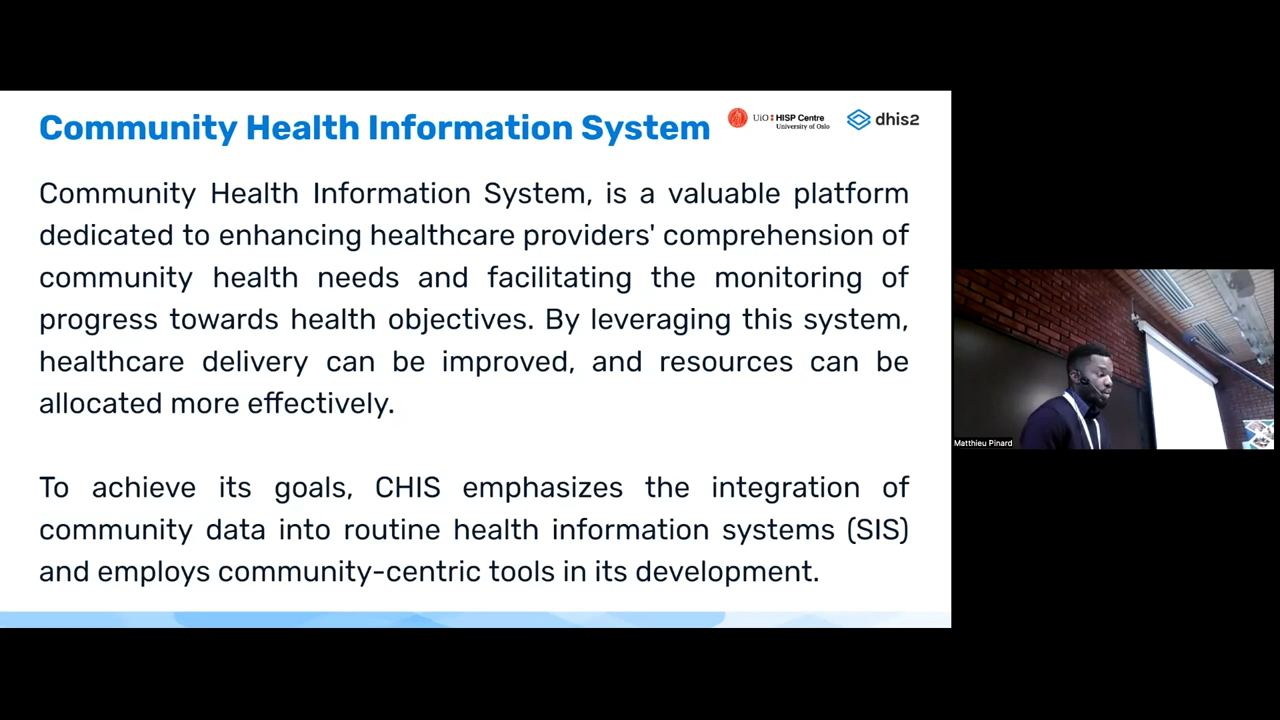 Community Health Information System
UiO HISP Centre
University of Oslo
dhis2
Community Health Information System, is a valuable platform
dedicated to enhancing healthcare providers' comprehension of
community health needs and facilitating the monitoring of
progress towards health objectives. By leveraging this system,
healthcare delivery can be improved, and resources can be
allocated more effectively.
To achieve its goals, CHIS emphasizes the integration of
community data into routine health information systems (SIS)
and employs community-centric tools in its development.
Matthieu Pinard